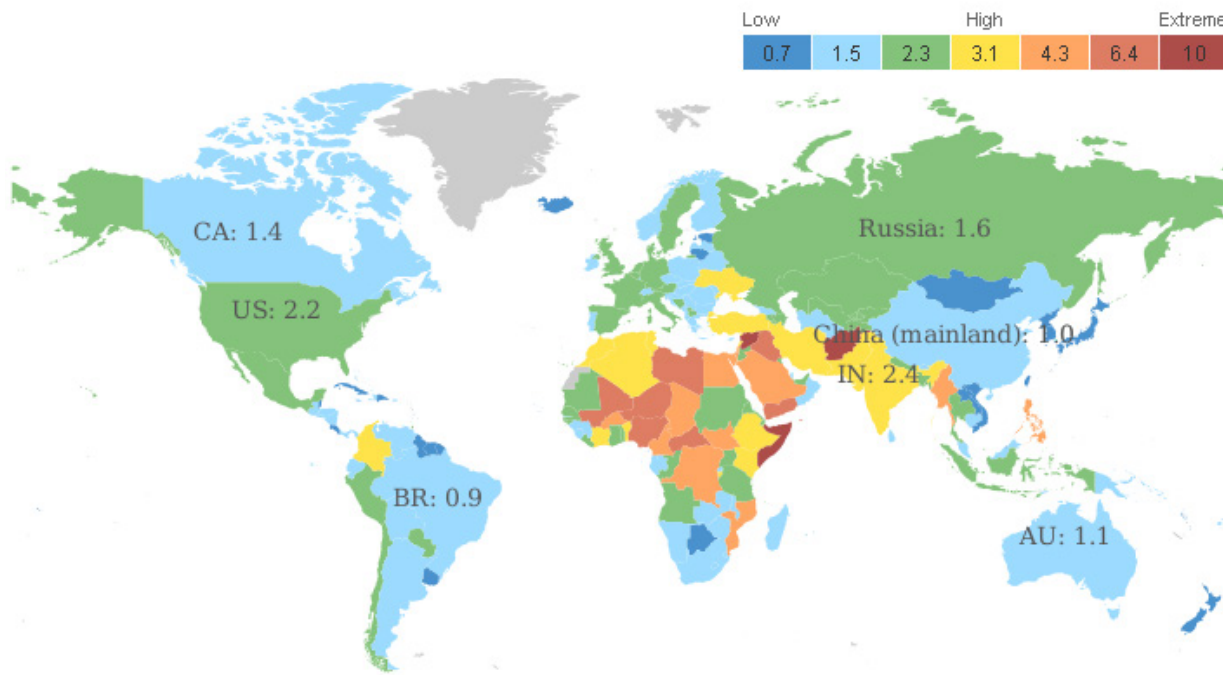 Low High Extreme
0.7 1.5 2.3 3.1 4.3 6.4 10
CA: 1.4
Russia: 1.6
US: 2.2
China (mainland): 1.0
IN: 2.4
BR: 0.9
AU: 1.1